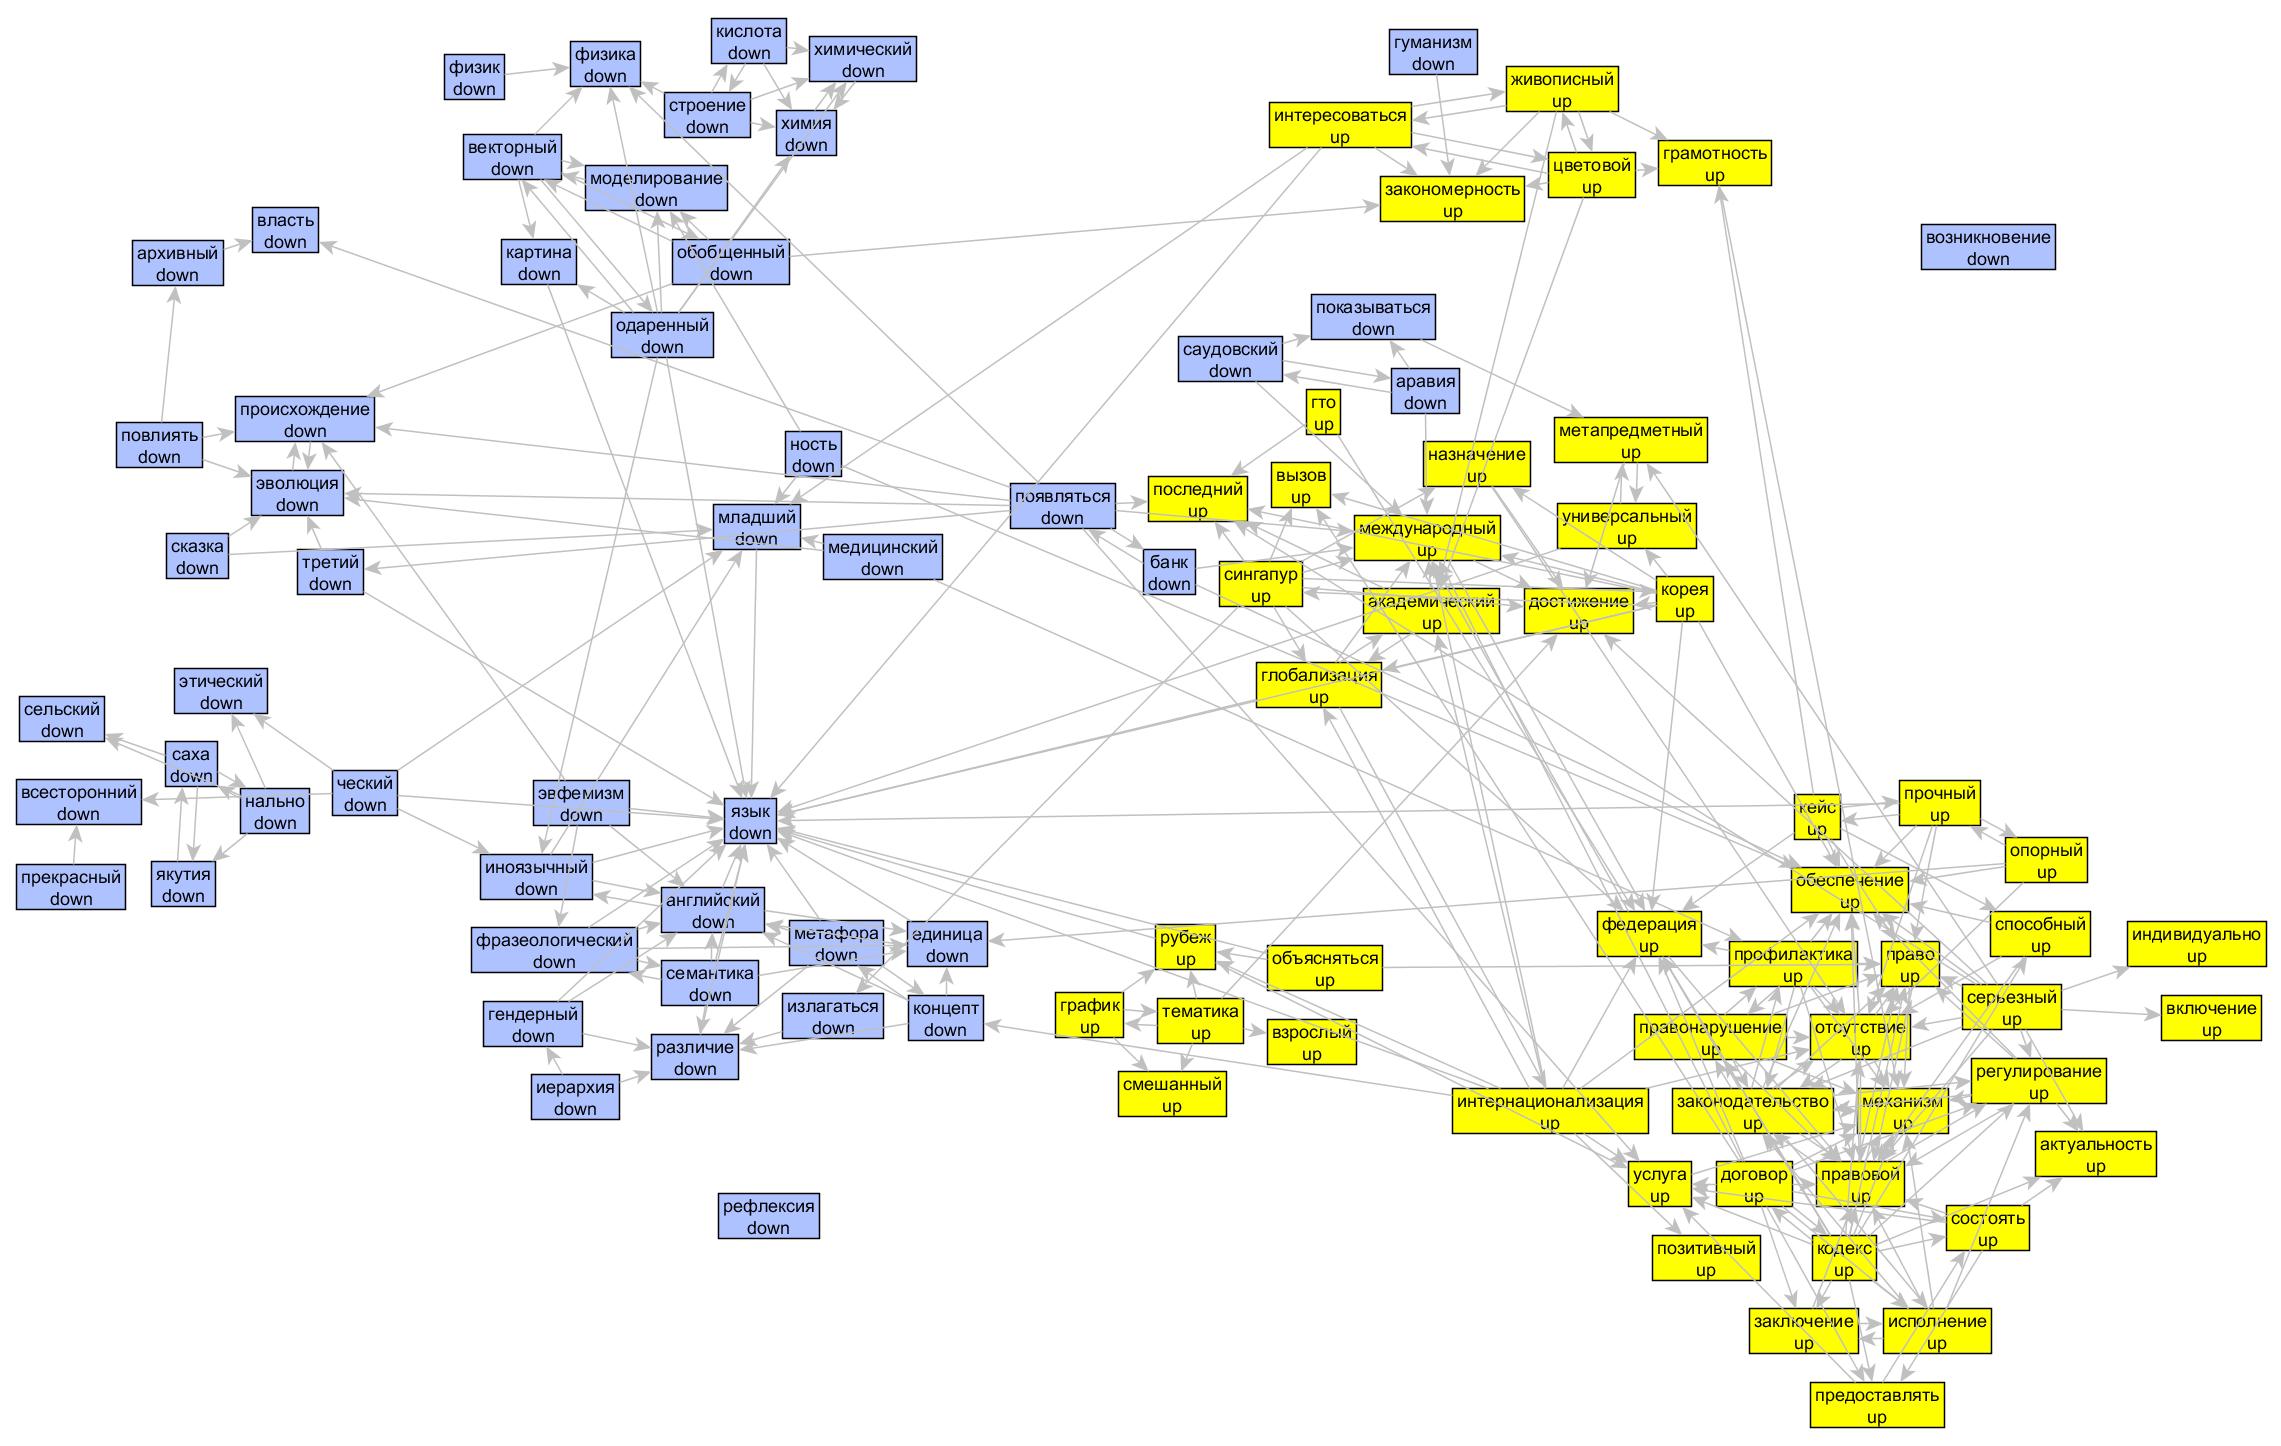 кислота
down
химический
down
физика
down
физик
down
строение
down
химия
down
векторный
down
моделирование
down
власть
down
архивный
down
картина
down
обобщенный
down
одаренный
down
гуманизм
down
живописный
up
интересоваться
up
цветовой
up
грамотность
up
закономерность
up
возникновение
down
показываться
down
саудовский
down
аравия
down
гто
up
метапредметный
up
назначение
up
вызов
up
последний
up
универсальный
up
международный
up
происхождение
down
повлиять
down
эволюция
down
сказка
down
третий
down
ность
down
младший
down
медицинский
down
появляться
down
банк
down
сингапур
up
академический
up
достижение
up
корея
up
глобализация
up
этический
down
сельский
down
саха
down
всесторонний
down
нально
down
ческий
down
прекрасный
down
якутия
down
эвфемизм
down
язык
down
иноязычный
down
английский
down
фразеологический
down
метафора
down
единица
down
семантика
down
гендерный
down
излагаться
down
концепт
down
различие
down
иерархия
down
рефлексия
down
рубеж
up
объясняться
up
график
up
тематика
up
взрослый
up
смешанный
up
прочный
up
кейс
up
опорный
up
обеспечение
up
федерация
up
способный
up
индивидуально
up
профилактика
up
право
up
серьезный
up
включение
up
правонарушение
up
отсутствие
up
регулирование
up
интернационализация
up
законодательство
up
механизм
up
актуальность
up
услуга
up
договор
up
правовой
up
состоять
up
позитивный
up
кодекс
up
заключение
up
исполнение
up
предоставлять
up